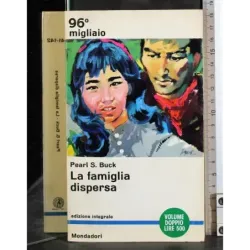 96°
migliaio
Pearl S. Buck
La famiglia
dispersa
edizione integrale
Mondadori
VOLUME
DOPPIO
LIRE 500